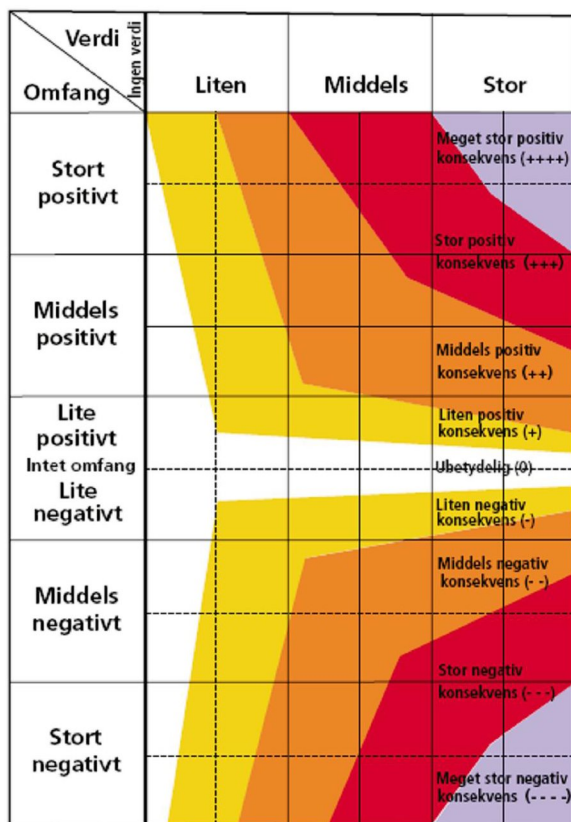 Verdi
Ingen verdi
Omfang
Liten
Middels
Stor
Stort
positivt
Meget stor positiv
konsekvens (++++)
Stor positiv
konsekvens (+++)
Middels
positivt
Middels positiv
konsekvens (++)
Lite
positivt
Liten positiv
konsekvens (+)
Intet omfang
Ubetydelig (0)
Lite
negativt
Liten negativ
konsekvens (-)
Middels
negativt
Middels negativ
konsekvens (- -)
Stor negativ
konsekvens (- - -)
Stort
negativt
Meget stor negativ
konsekvens (- - - -)